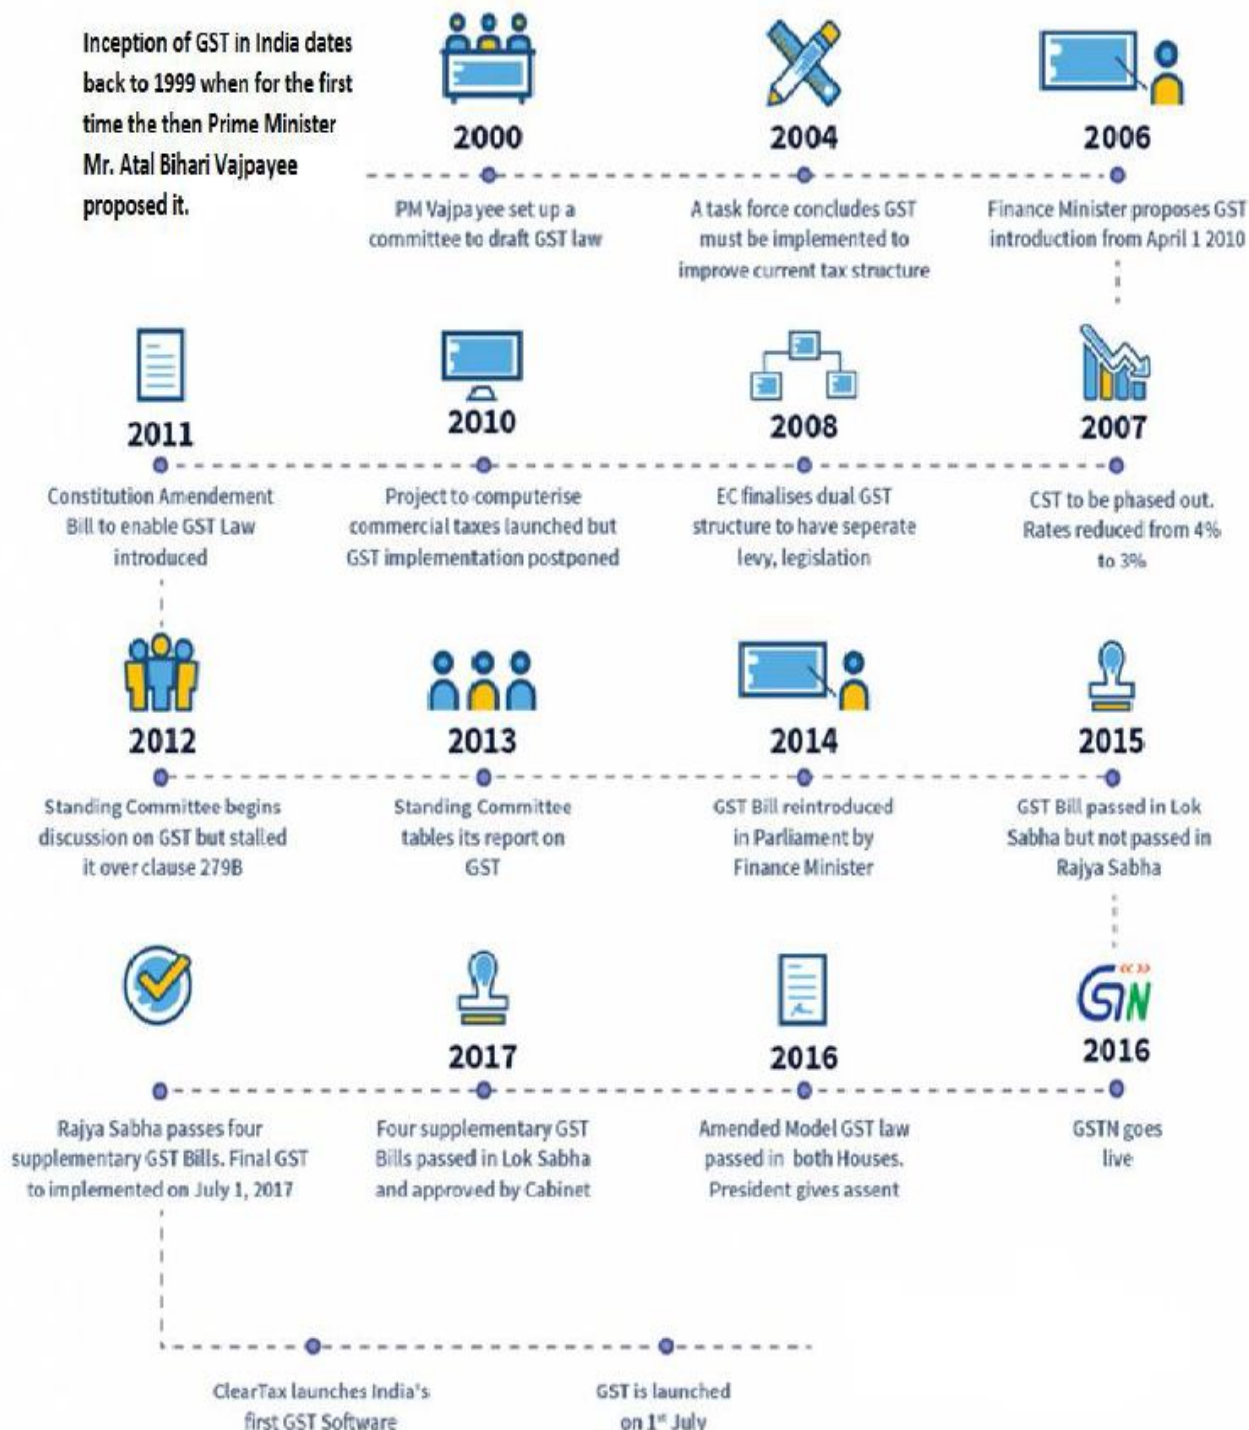 Inception of GST in India dates
back to 1999 when for the first
time the then Prime Minister
Mr. Atal Bihari Vajpayee
proposed it.
2000
PM Vajpayee set up a
committee to draft GST law
2004
A task force concludes GST
must be implemented to
improve current tax structure
2006
Finance Minister proposes GST
introduction from April 1 2010
2007
CST to be phased out.
Rates reduced from 4%
to 3%
2008
EC finalises dual GST
structure to have seperate
levy, legislation
2010
Project to computerise
commercial taxes launched but
GST implementation postponed
2011
Constitution Amendement
Bill to enable GST Law
introduced
2012
Standing Committee begins
discussion on GST but stalled
it over clause 279B
2013
Standing Committee
tables its report on
GST
2014
GST Bill reintroduced
in Parliament by
Finance Minister
2015
GST Bill passed in Lok
Sabha but not passed in
Rajya Sabha
GSTN
2016
GSTN goes
live
2016
Amended Model GST law
passed in both Houses.
President gives assent
2017
Four supplementary GST
Bills passed in Lok Sabha
and approved by Cabinet
Rajya Sabha passes four
supplementary GST Bills. Final GST
to implemented on July 1, 2017
ClearTax launches India's
first GST Software
GST is launched
on 1st July